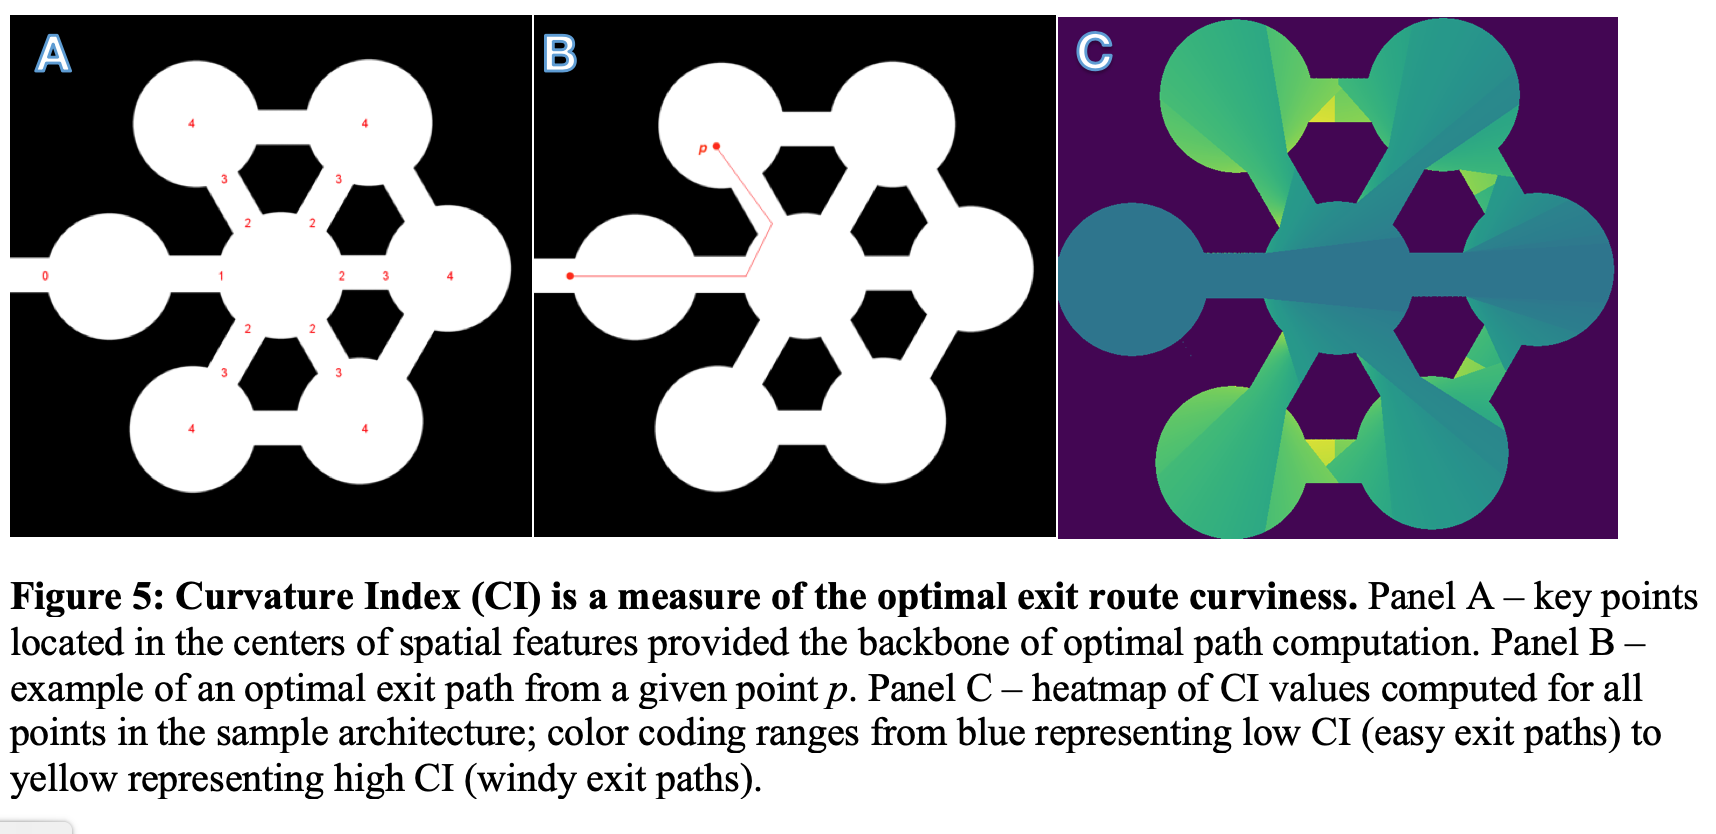 A
B
C
4
4
3
3
2
2
0
1
2
3
4
2
2
3
3
4
4
p
Figure 5: Curvature Index (CI) is a measure of the optimal exit route curviness. Panel A – key points
located in the centers of spatial features provided the backbone of optimal path computation. Panel B –
example of an optimal exit path from a given point p. Panel C – heatmap of CI values computed for all
points in the sample architecture; color coding ranges from blue representing low CI (easy exit paths) to
yellow representing high CI (windy exit paths).